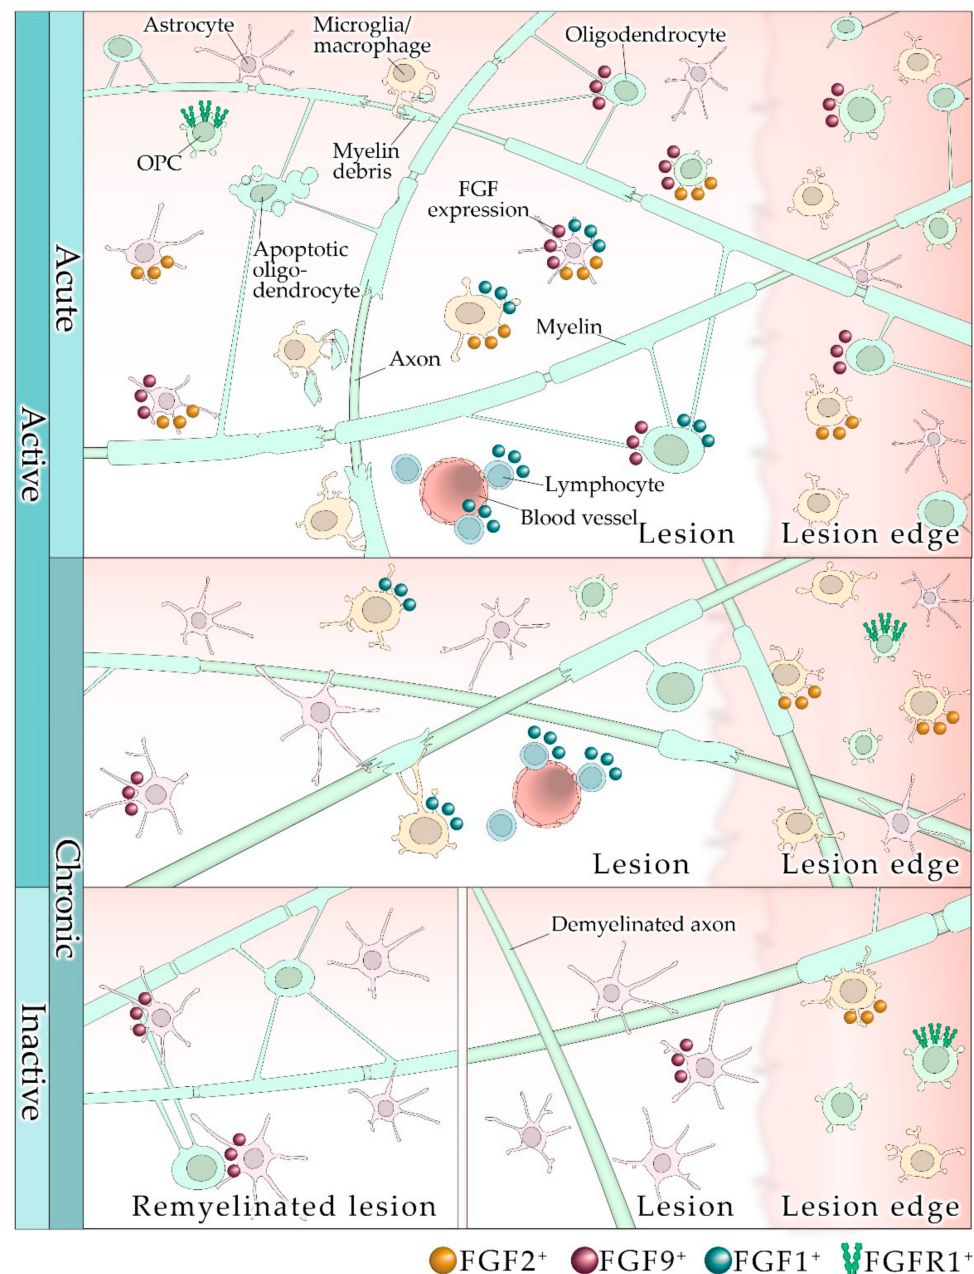 Astrocyte
Microglia/
macrophage
Oligodendrocyte
OPC
Myelin
debris
FGF
expression
Apoptotic
oligo-
dendrocyte
Myelin
Axon
Lymphocyte
Blood vessel
Lesion
Lesion edge
Acute
Active
Lesion
Lesion edge
Chronic
Demyelinated axon
Inactive
Remyelinated lesion
Lesion
Lesion edge
FGF2+
FGF9+
FGF1+
FGFR1+